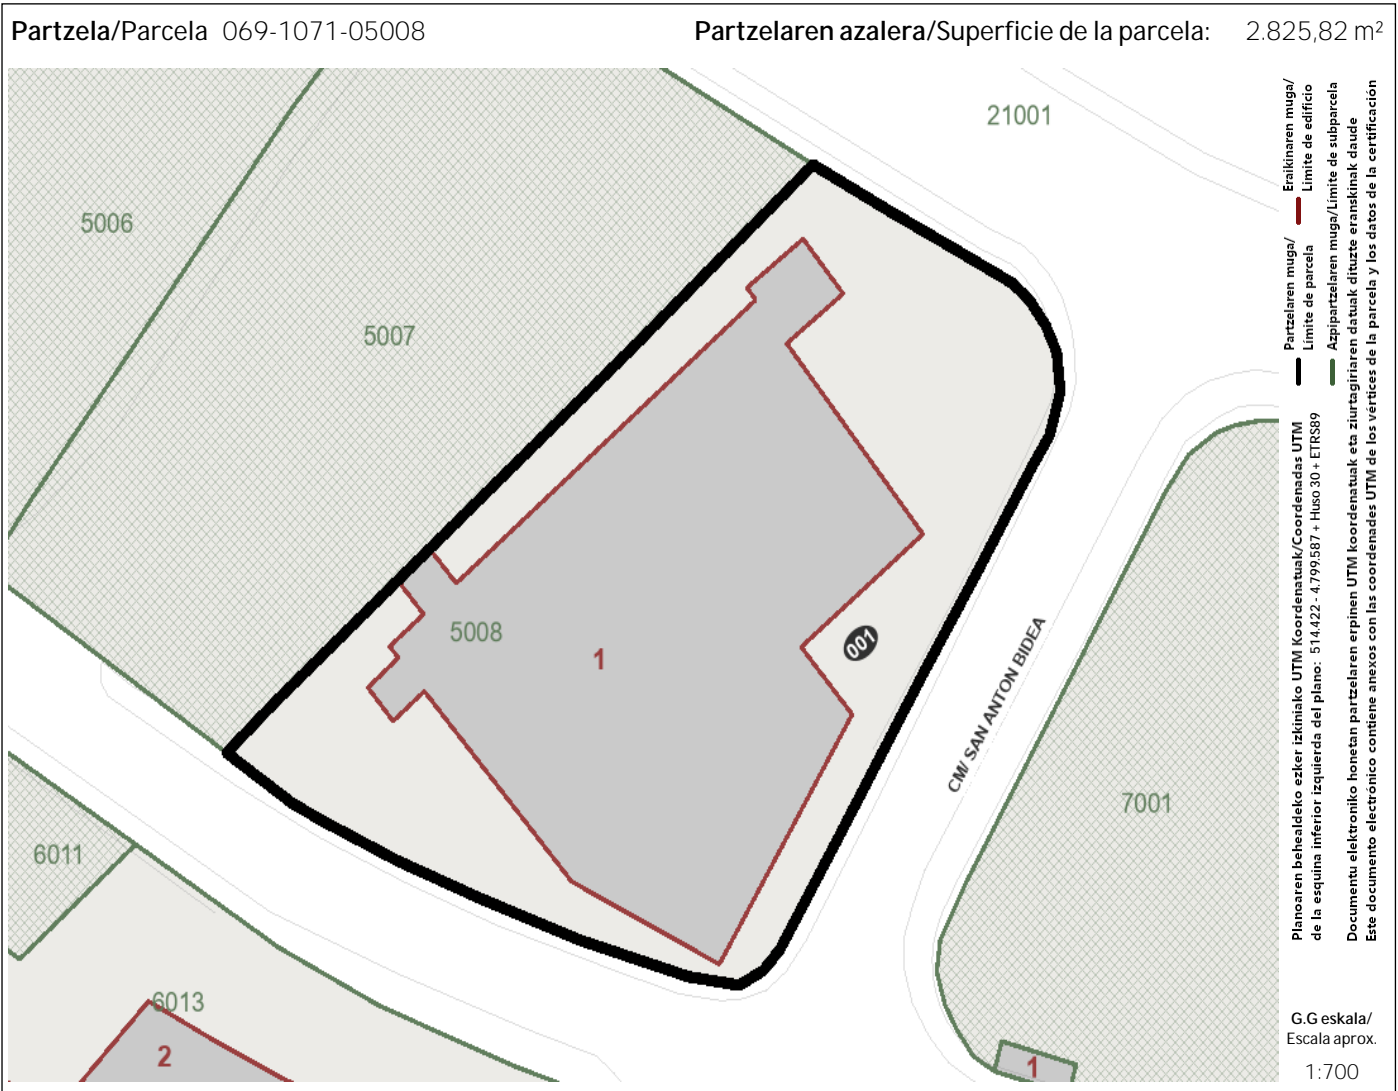 Partzela/Parcela 069-1071-05008
Partzelaren azalera/Superficie de la parcela: 2.825,82 m²
21001
5006
5007
5008
1
001
CM/ SAN ANTON BIDEA
7001
6011
6013
2
1
Eraikinaren muga/
Límite de edificio
Partzelaren muga/
Límite de parcela
Azpipartzelaren muga/Límite de subparcela
Planoaren behealdeko ezker izkiniako UTM Koordenatuak/Coordenadas UTM
de la esquina inferior izquierda del plano: 514.422 - 4.799.587 + Huso 30 + ETRS89
Documentu elektroniko honetan partzelaren erpinen UTM koordenatuak eta ziurtagiriaren datuak dituzte eranskinak daude
Este documento electrónico contiene anexos con las coordenades UTM de los vértices de la parcela y los datos de la certificación
G.G eskala/
Escala aprox.
1:700